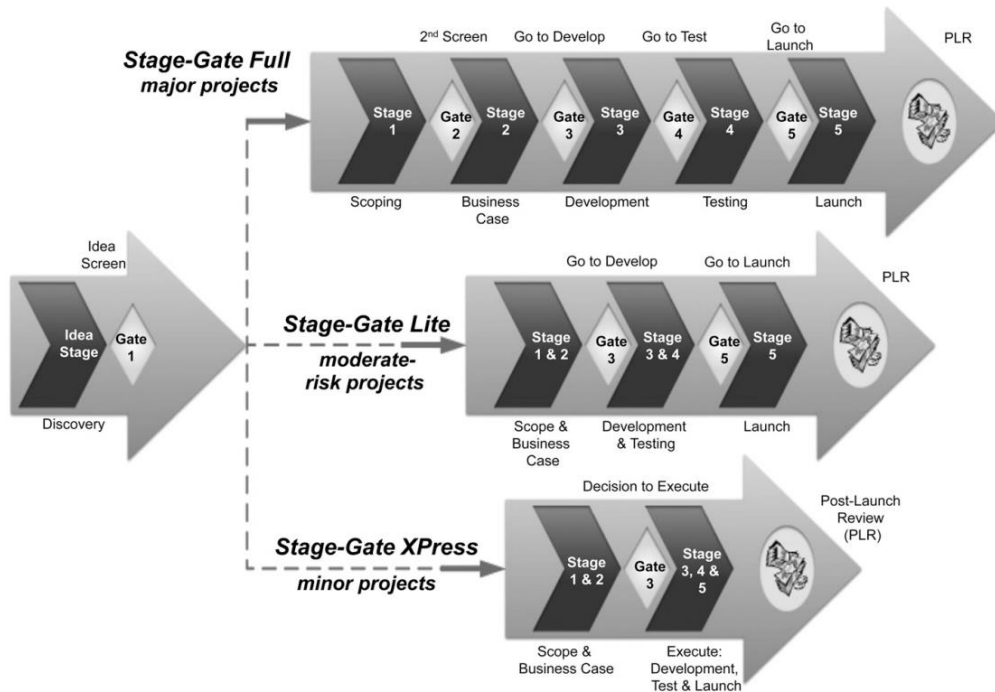 Stage-Gate Full
major projects
2nd Screen
Go to Develop
Go to Test
Go to
Launch
PLR
Stage
1
Gate
2
Stage
2
Gate
3
Stage
3
Gate
4
Stage
4
Gate
5
Stage
5
Scoping
Business
Case
Development
Testing
Launch
Idea
Screen
Idea
Stage
Gate
1
Discovery
Stage-Gate Lite
moderate-
risk projects
Go to Develop
Go to Launch
PLR
Stage
1 & 2
Gate
3
Stage
3 & 4
Gate
5
Stage
5
Scope &
Business
Case
Development
& Testing
Launch
Stage-Gate XPress
minor projects
Decision to Execute
Post-Launch
Review
(PLR)
Stage
1 & 2
Gate
3
Stage
3, 4 &
5
Scope &
Business Case
Execute:
Development,
Test & Launch